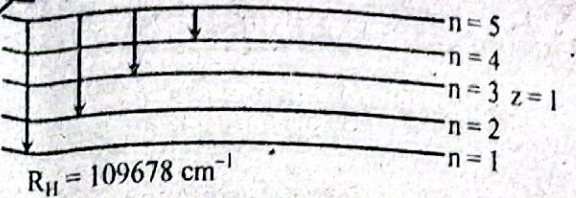 n = 5
n = 4
n = 3 z = 1
n = 2
n = 1
R_H = 109678 cm⁻¹